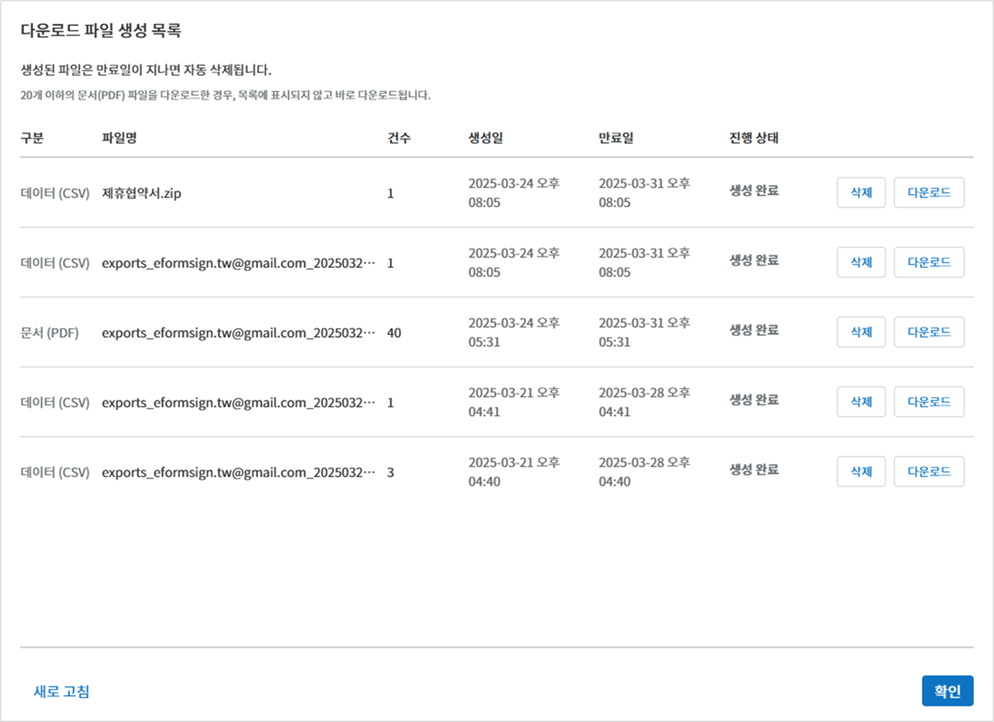 다운로드 파일 생성 목록
생성된 파일은 만료일이 지나면 자동 삭제됩니다.
20개 이하의 문서(PDF) 파일을 다운로드한 경우, 목록에 표시되지 않고 바로 다운로드됩니다.
구분 파일명 건수 생성일 만료일 진행 상태
데이터 (CSV) 제휴협약서.zip 1 2025-03-24 오후 2025-03-31 오후 생성 완료 삭제 다운로드
08:05 08:05
데이터 (CSV) exports_eformsign.tw@gmail.com_2025032··· 1 2025-03-24 오후 2025-03-31 오후 생성 완료 삭제 다운로드
08:05 08:05
문서 (PDF) exports_eformsign.tw@gmail.com_2025032··· 40 2025-03-24 오후 2025-03-31 오후 생성 완료 삭제 다운로드
05:31 05:31
데이터 (CSV) exports_eformsign.tw@gmail.com_2025032··· 1 2025-03-21 오후 2025-03-28 오후 생성 완료 삭제 다운로드
04:41 04:41
데이터 (CSV) exports_eformsign.tw@gmail.com_2025032··· 3 2025-03-21 오후 2025-03-28 오후 생성 완료 삭제 다운로드
04:40 04:40
새로 고침 확인